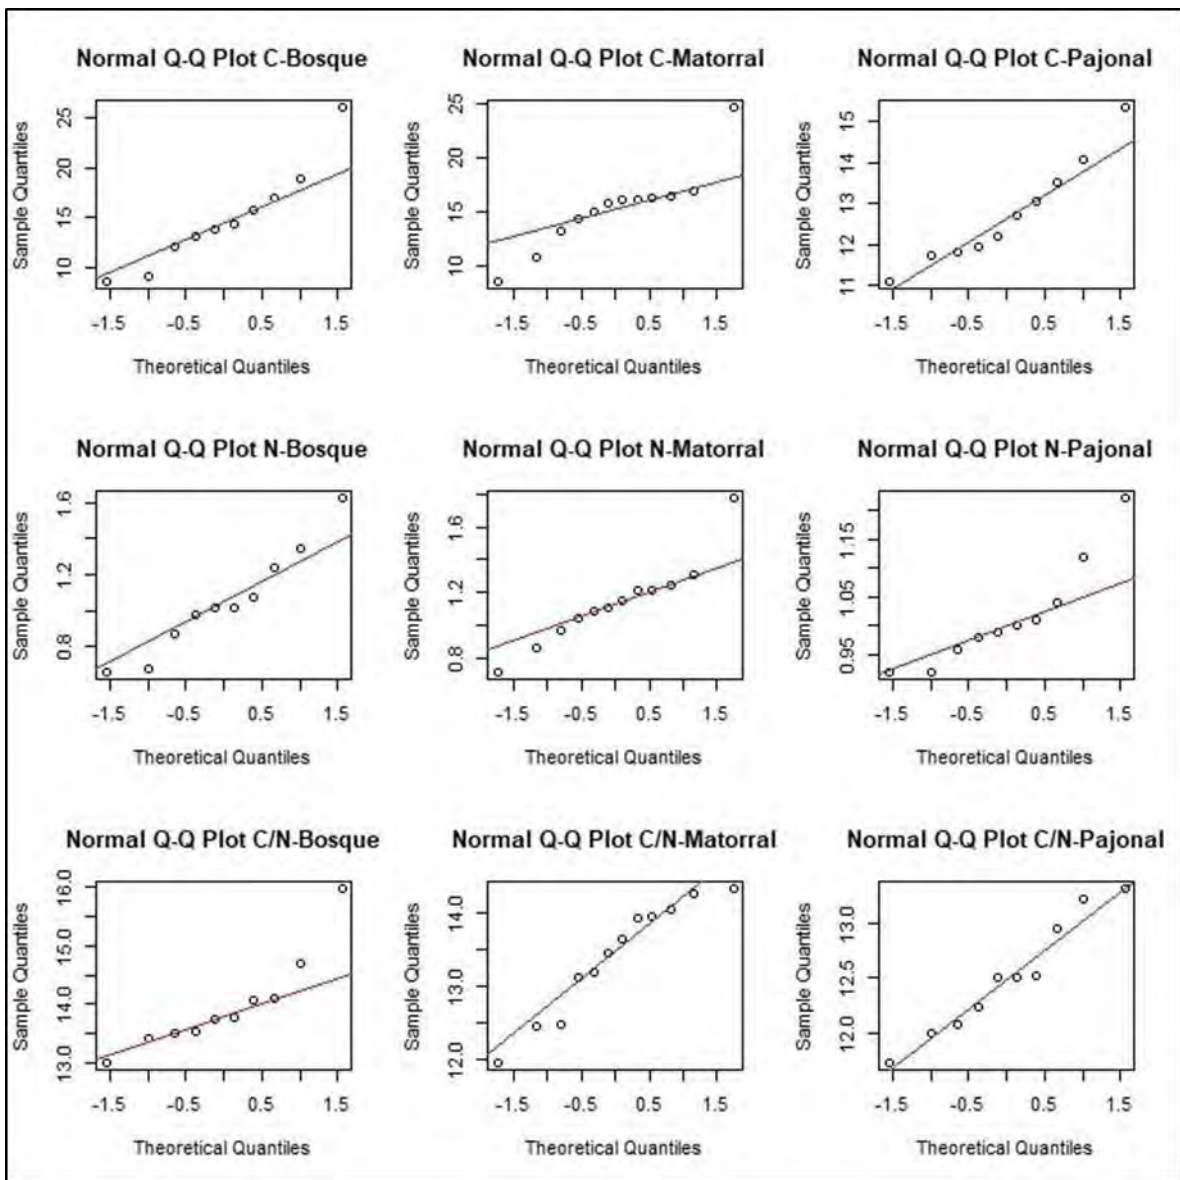 Normal Q-Q Plot C-Bosque
Sample Quantiles
10 15 20 25
-1.5 -0.5 0.5 1.5
Theoretical Quantiles
Normal Q-Q Plot C-Matorral
Sample Quantiles
10 15 20 25
-1.5 -0.5 0.5 1.5
Theoretical Quantiles
Normal Q-Q Plot C-Pajonal
Sample Quantiles
11 12 13 14 15
-1.5 -0.5 0.5 1.5
Theoretical Quantiles
Normal Q-Q Plot N-Bosque
Sample Quantiles
0.8 1.2 1.6
-1.5 -0.5 0.5 1.5
Theoretical Quantiles
Normal Q-Q Plot N-Matorral
Sample Quantiles
0.8 1.2 1.6
-1.5 -0.5 0.5 1.5
Theoretical Quantiles
Normal Q-Q Plot N-Pajonal
Sample Quantiles
0.95 1.05 1.15
-1.5 -0.5 0.5 1.5
Theoretical Quantiles
Normal Q-Q Plot C/N-Bosque
Sample Quantiles
13.0 14.0 15.0 16.0
-1.5 -0.5 0.5 1.5
Theoretical Quantiles
Normal Q-Q Plot C/N-Matorral
Sample Quantiles
12.0 13.0 14.0
-1.5 -0.5 0.5 1.5
Theoretical Quantiles
Normal Q-Q Plot C/N-Pajonal
Sample Quantiles
12.0 12.5 13.0
-1.5 -0.5 0.5 1.5
Theoretical Quantiles